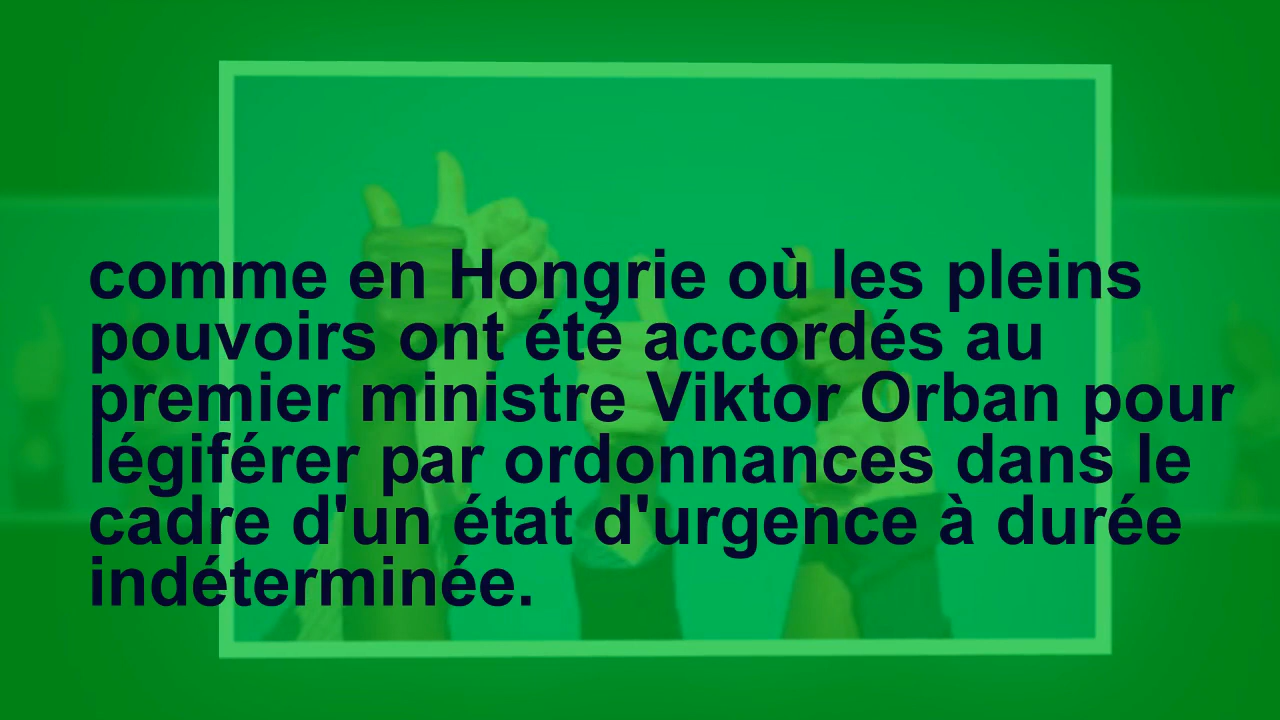 comme en Hongrie où les pleins
pouvoirs ont été accordés au
premier ministre Viktor Orban pour
légiférer par ordonnances dans le
cadre d'un état d'urgence à durée
indéterminée.